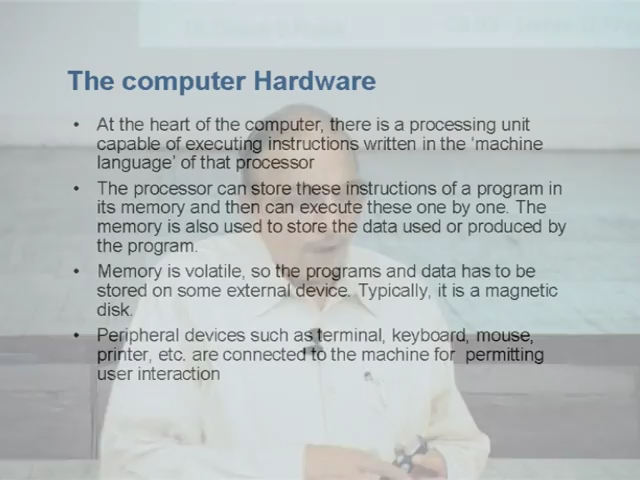 The computer Hardware
• At the heart of the computer, there is a processing unit
capable of executing instructions written in the ‘machine
language’ of that processor
• The processor can store these instructions of a program in
its memory and then can execute these one by one. The
memory is also used to store the data used or produced by
the program.
• Memory is volatile, so the programs and data has to be
stored on some external device. Typically, it is a magnetic
disk.
• Peripheral devices such as terminal, keyboard, mouse,
printer, etc. are connected to the machine for permitting
user interaction